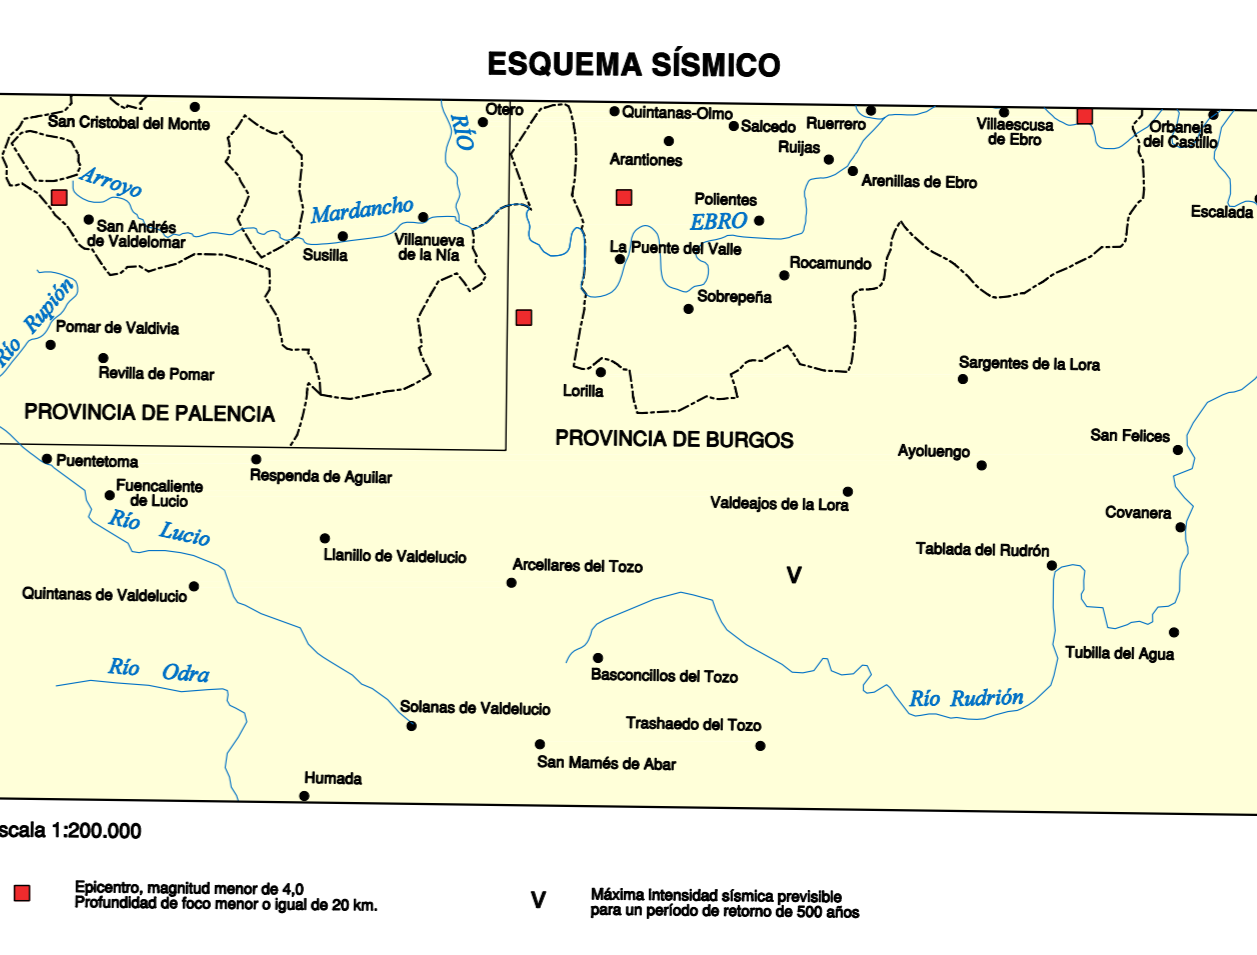 ESQUEMA SÍSMICO
San Cristobal del Monte
Otero
RÍO
Quintanas-Olmo
Salcedo
Ruerrero
Villaescusa
de Ebro
Orbaneja
del Castillo
Arantiones
Ruijas
Arenillas de Ebro
Arroyo
Mardancho
Polientes
EBRO
Escalada
San Andrés
de Valdelomar
Susilla
Villanueva
de la Nía
La Puente del Valle
Rocamundo
Sobrepeña
Río Rupión
Pomar de Valdivia
Revilla de Pomar
Lorilla
Sargentes de la Lora
PROVINCIA DE PALENCIA
PROVINCIA DE BURGOS
San Felices
Ayoluengo
Puentetoma
Respenda de Aguilar
Fuencaliente
de Lucio
Valdeajos de la Lora
Covanera
Río Lucio
Llanillo de Valdelucio
Arcellares del Tozo
V
Tablada del Rudrón
Quintanas de Valdelucio
Tubilla del Agua
Río Odra
Basconcillos del Tozo
Río Rudrión
Solanas de Valdelucio
Trashaedo del Tozo
San Mamés de Abar
Humada
scala 1:200.000
Epicentro, magnitud menor de 4,0
Profundidad de foco menor o igual de 20 km.
V
Máxima intensidad sísmica previsible
para un período de retorno de 500 años